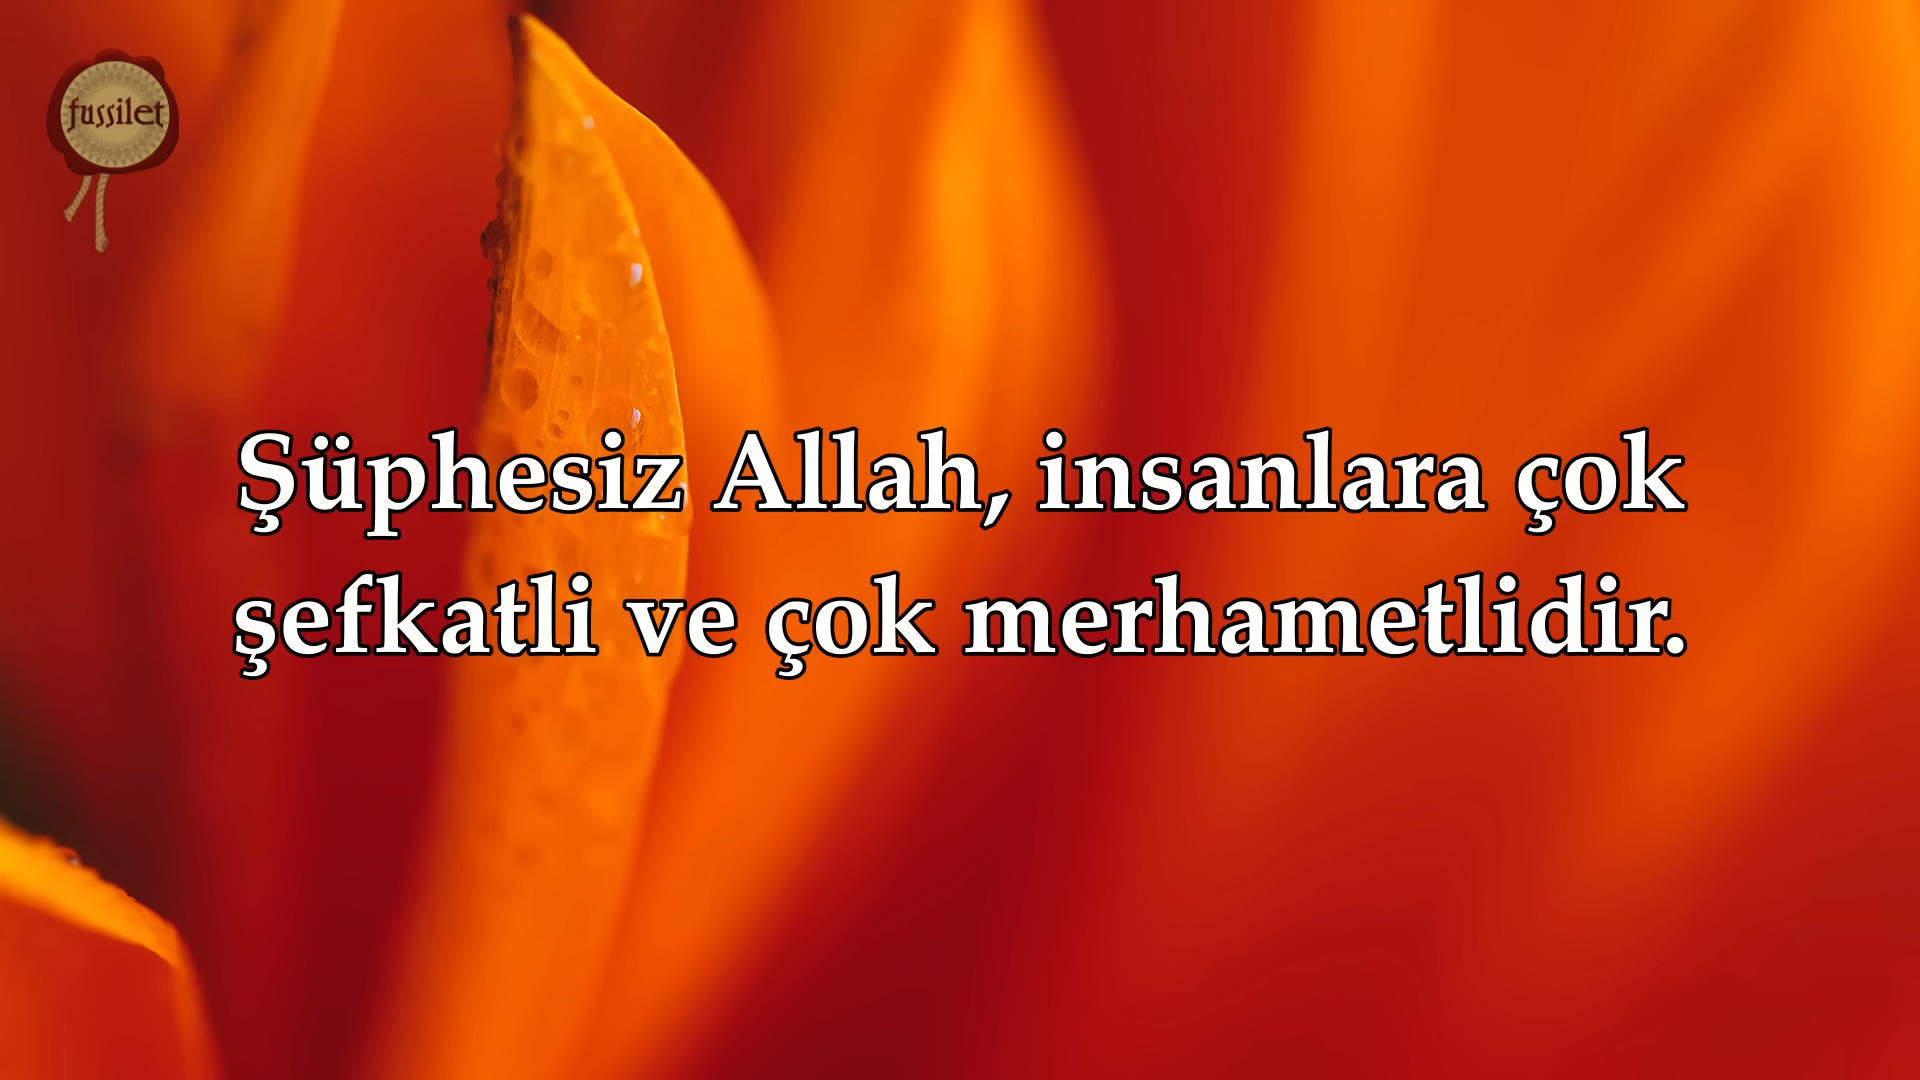 fussilet
Şüphesiz Allah, insanlara çok
şefkatli ve çok merhametlidir.